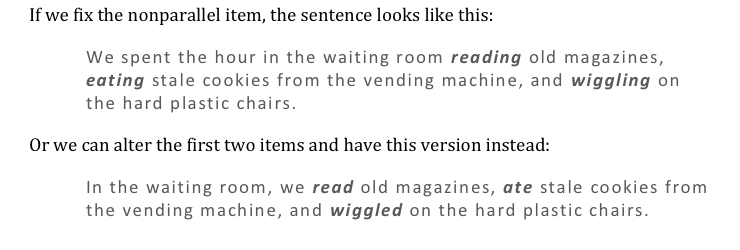 If we fix the nonparallel item, the sentence looks like this:
We spent the hour in the waiting room reading old magazines,
eating stale cookies from the vending machine, and wiggling on
the hard plastic chairs.
Or we can alter the first two items and have this version instead:
In the waiting room, we read old magazines, ate stale cookies from
the vending machine, and wiggled on the hard plastic chairs.